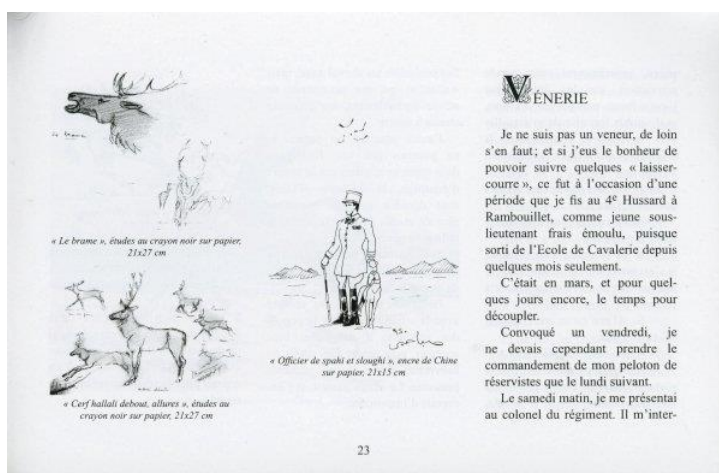 « Le brame », études au crayon noir sur papier,
21x27 cm
« Cerf hallali debout, allures », études au
crayon noir sur papier, 21x27 cm
« Officier de spahi et sloughi », encre de Chine
sur papier, 21x15 cm
VÉNERIE
Je ne suis pas un veneur, de loin
s'en faut; et si j'eus le bonheur de
pouvoir suivre quelques « laisser-
courre », ce fut à l'occasion d'une
période que je fis au 4e Hussard à
Rambouillet, comme jeune sous-
lieutenant frais émoulu, puisque
sorti de l'Ecole de Cavalerie depuis
quelques mois seulement.
C'était en mars, et pour quel-
ques jours encore, le temps pour
découpler.
Convoqué un vendredi, je
ne devais cependant prendre le
commandement de mon peloton de
réservistes que le lundi suivant.
Le samedi matin, je me présentai
au colonel du régiment. Il m'inter-
23